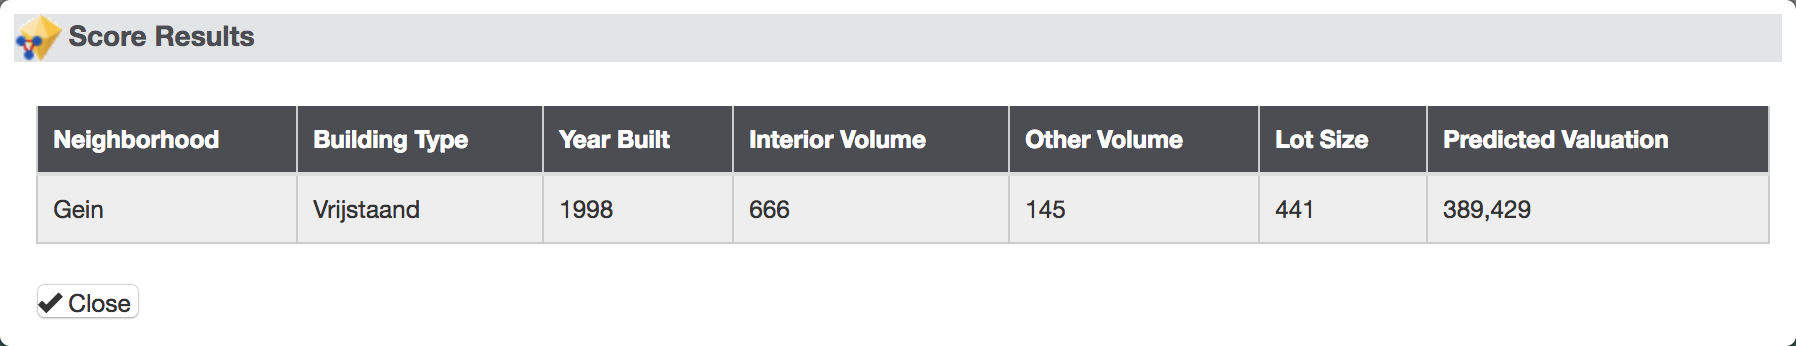 Score Results
Neighborhood Building Type Year Built Interior Volume Other Volume Lot Size Predicted Valuation
Gein Vrijstaand 1998 666 145 441 389,429
Close